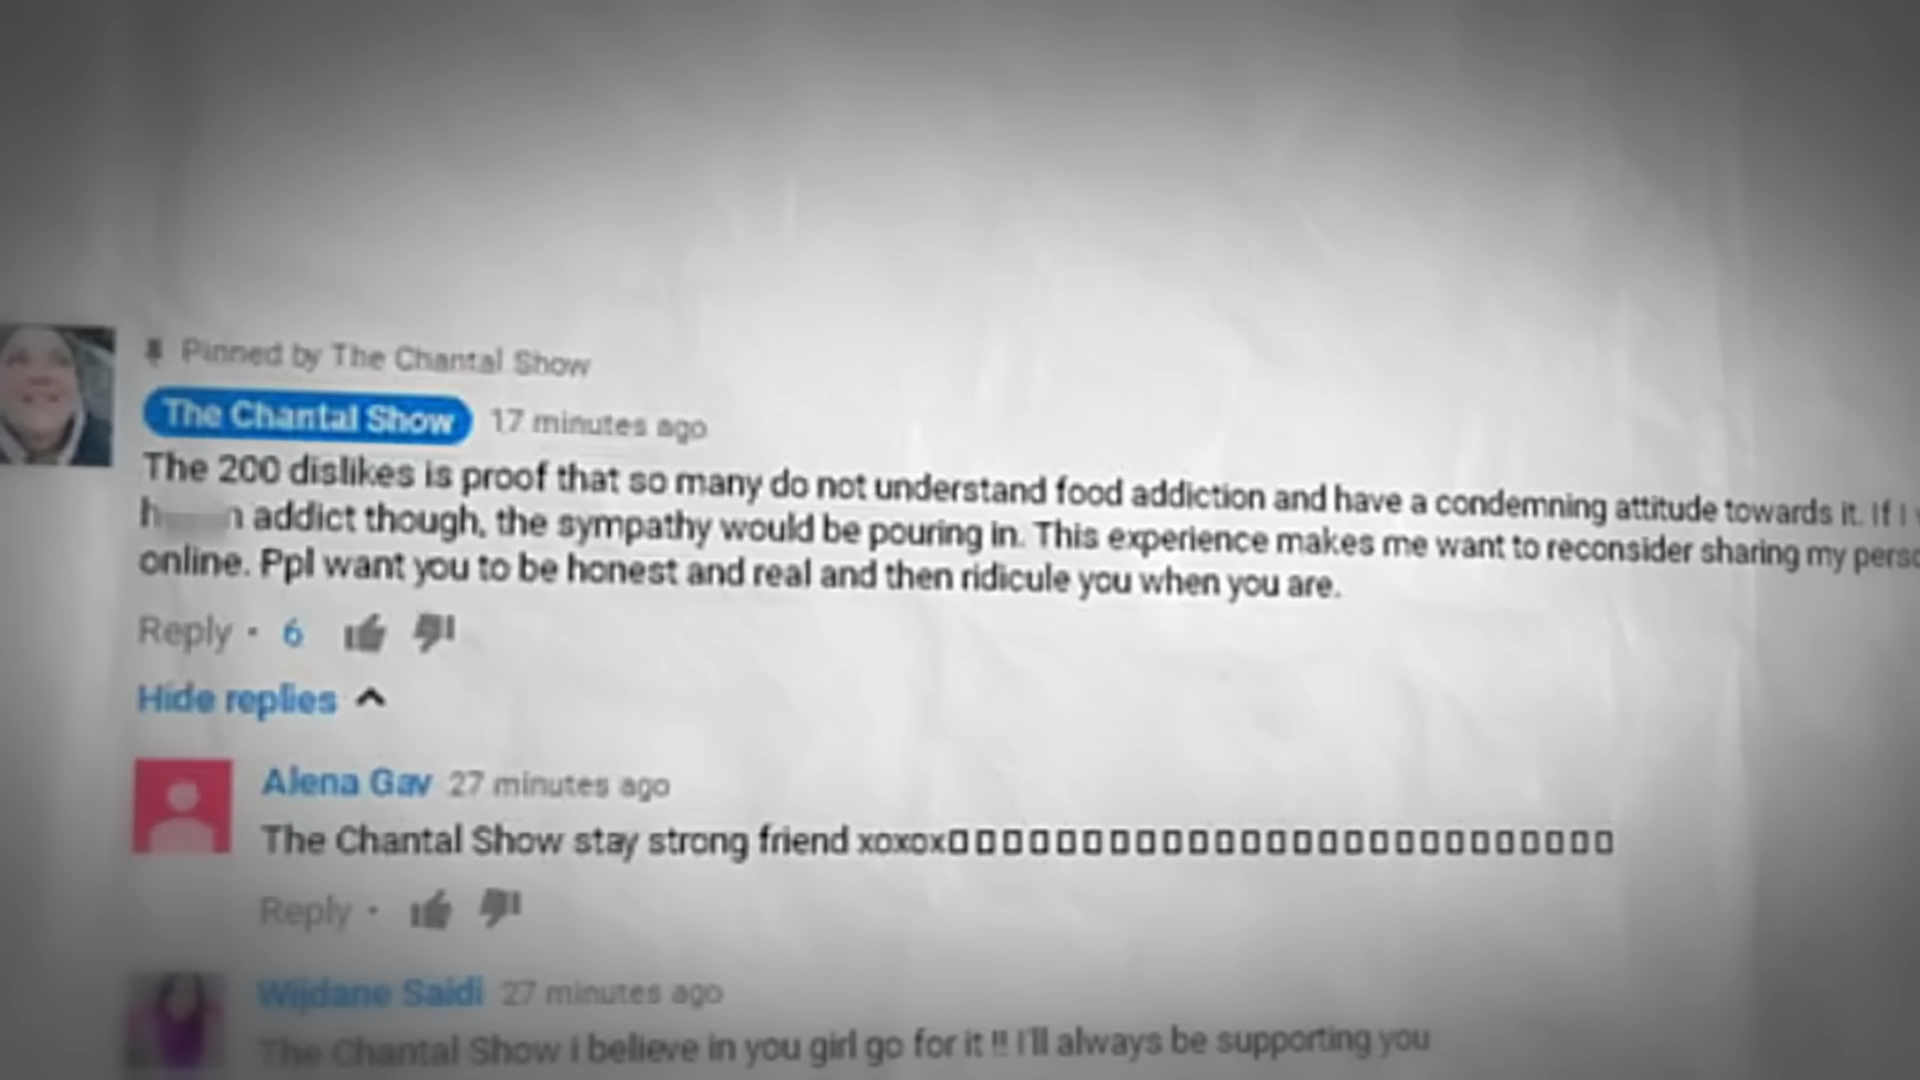 Pinned by The Chantal Show
The Chantal Show 17 minutes ago
The 200 dislikes is proof that so many do not understand food addiction and have a condemning attitude towards it. If I
addict though, the sympathy would be pouring in. This experience makes me want to reconsider sharing my
online. Ppl want you to be honest and real and then ridicule you when you are.
Reply · 6
Hide replies
Alena Gav 27 minutes ago
The Chantal Show stay strong friend xoxox▯▯▯▯▯▯▯▯▯▯▯▯▯▯▯▯▯▯▯▯▯▯▯▯▯
Reply ·
Wijdane Saidi 27 minutes ago
The Chantal Show i believe in you girl go for it !! I'll always be supporting you